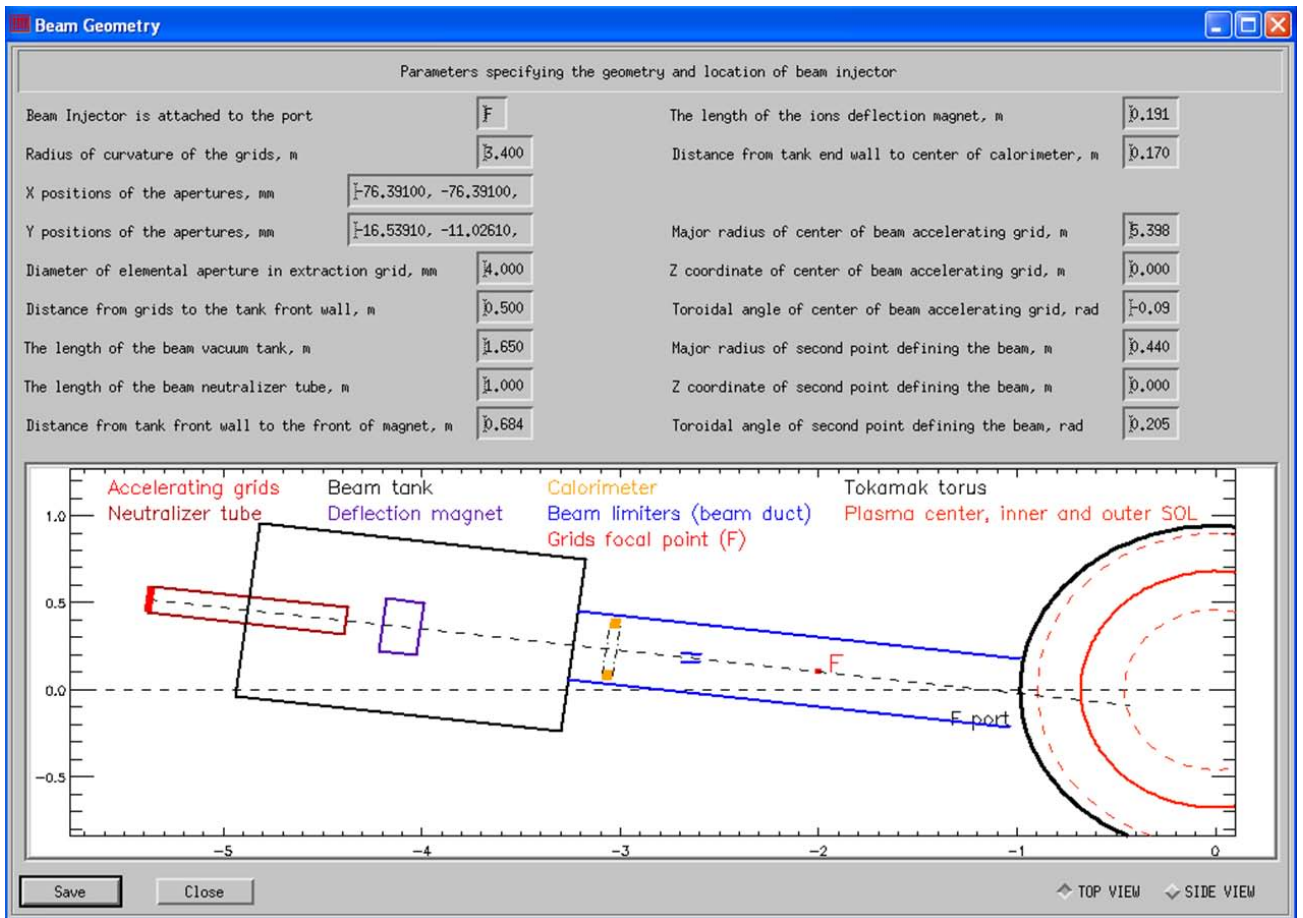 Beam Geometry
Parameters specifying the geometry and location of beam injector
Beam Injector is attached to the port F
Radius of curvature of the grids, m 3.400
X positions of the apertures, mm -76.39100, -76.39100,
Y positions of the apertures, mm -16.53910, -11.02610,
Diameter of elemental aperture in extraction grid, mm 4.000
Distance from grids to the tank front wall, m 0.500
The length of the beam vacuum tank, m 1.650
The length of the beam neutralizer tube, m 1.000
Distance from tank front wall to the front of magnet, m 0.684
The length of the ions deflection magnet, m 0.191
Distance from tank end wall to center of calorimeter, m 0.170
Major radius of center of beam accelerating grid, m 5.398
Z coordinate of center of beam accelerating grid, m 0.000
Toroidal angle of center of beam accelerating grid, rad -0.09
Major radius of second point defining the beam, m 0.440
Z coordinate of second point defining the beam, m 0.000
Toroidal angle of second point defining the beam, rad 0.205
Accelerating grids Beam tank Calorimeter Tokamak torus
Neutralizer tube Deflection magnet Beam limiters (beam duct) Plasma center, inner and outer SOL
Grids focal point (F)
1.0
0.5
F
0.0
F port
-0.5
-5 -4 -3 -2 -1 0
Save Close TOP VIEW SIDE VIEW